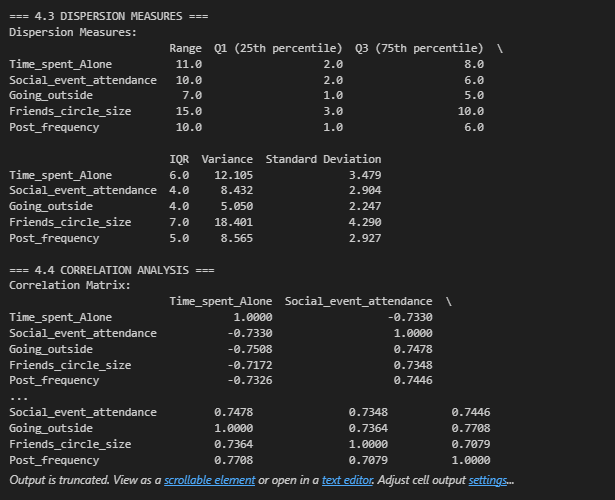 === 4.3 DISPERSION MEASURES ===
Dispersion Measures:
                        Range  Q1 (25th percentile)  Q3 (75th percentile)  \
Time_spent_Alone         11.0                   2.0                   8.0
Social_event_attendance  10.0                   2.0                   6.0
Going_outside             7.0                   1.0                   5.0
Friends_circle_size      15.0                   3.0                  10.0
Post_frequency           10.0                   1.0                   6.0
                        IQR  Variance  Standard Deviation
Time_spent_Alone        6.0    12.105               3.479
Social_event_attendance 4.0     8.432               2.904
Going_outside           4.0     5.050               2.247
Friends_circle_size     7.0    18.401               4.290
Post_frequency          5.0     8.565               2.927
=== 4.4 CORRELATION ANALYSIS ===
Correlation Matrix:
                        Time_spent_Alone  Social_event_attendance  \
Time_spent_Alone                  1.0000                  -0.7330
Social_event_attendance          -0.7330                   1.0000
Going_outside                    -0.7508                   0.7478
Friends_circle_size              -0.7172                   0.7348
Post_frequency                   -0.7326                   0.7446
...
Social_event_attendance         0.7478             0.7348          0.7446
Going_outside                   1.0000             0.7364          0.7708
Friends_circle_size             0.7364             1.0000          0.7079
Post_frequency                  0.7708             0.7079          1.0000
Output is truncated. View as a scrollable element or open in a text editor. Adjust cell output settings...